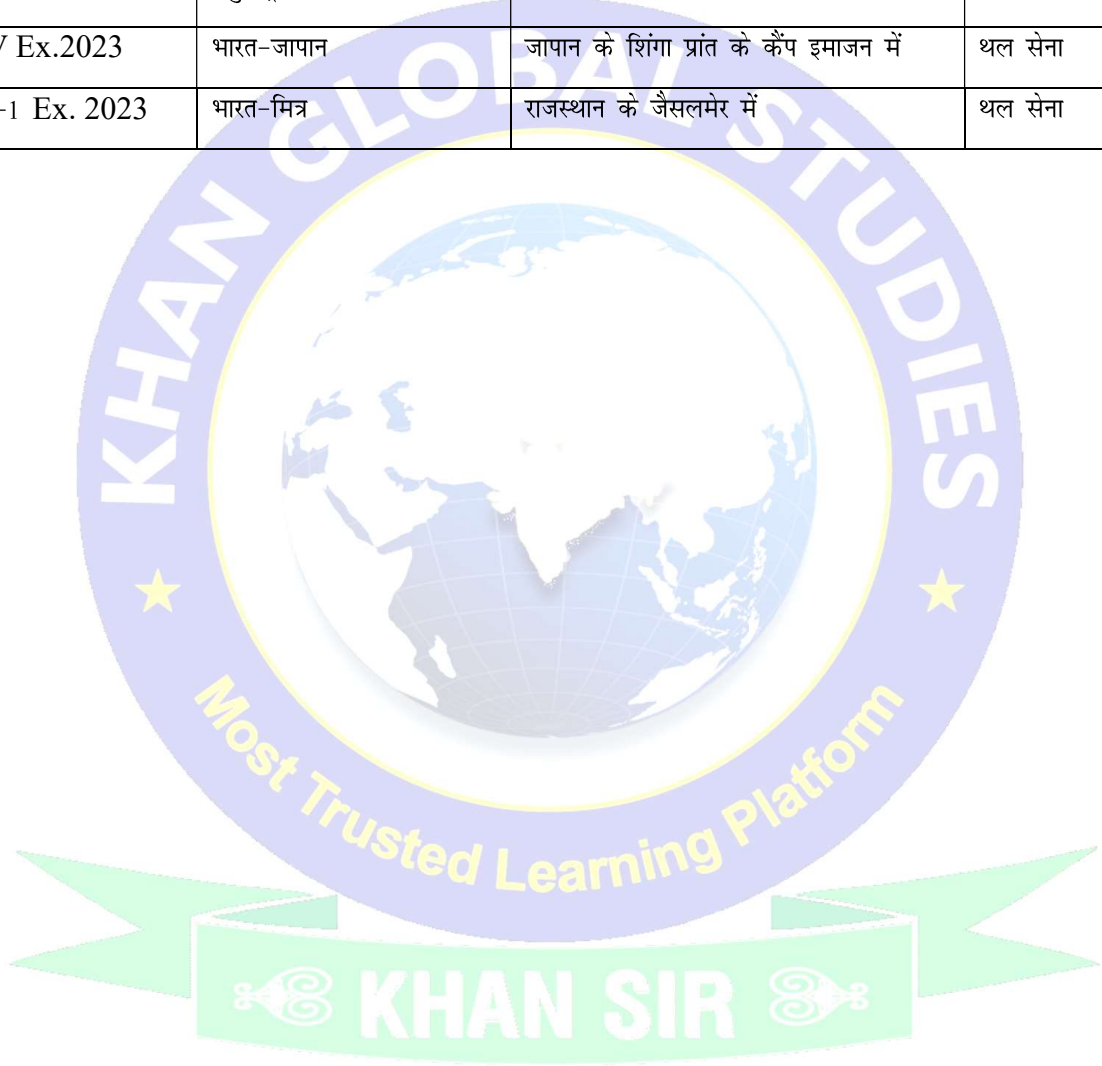 / Ex.2023 भारत-जापान जापान के शिंगा प्रांत के कैंप इमाजन में थल सेना
-1 Ex. 2023 भारत-मिस्र राजस्थान के जैसलमेर में थल सेना
KHAN GLOBAL STUDIES
Most Trusted Learning Platform
KHAN SIR